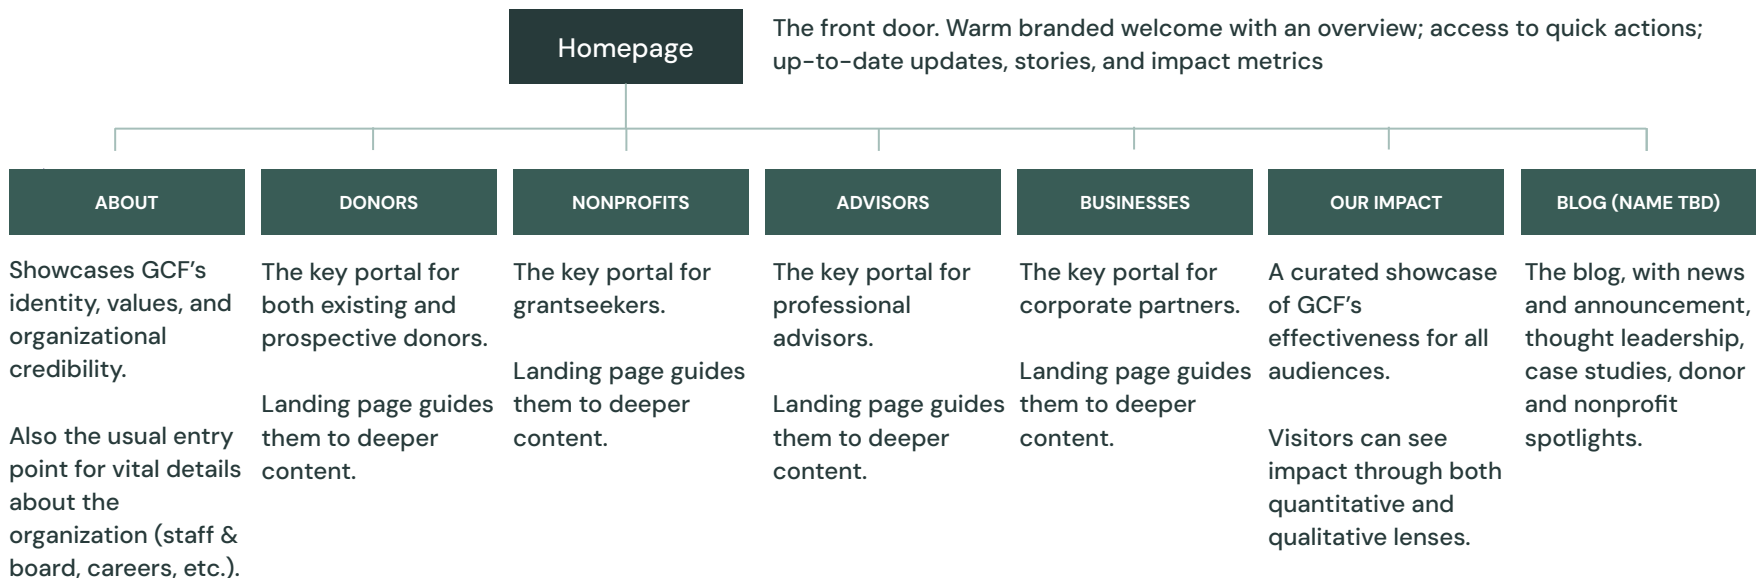 Homepage
The front door. Warm branded welcome with an overview; access to quick actions;
up-to-date updates, stories, and impact metrics
ABOUT
Showcases GCF's
identity, values, and
organizational
credibility.
Also the usual entry
point for vital details
about the
organization (staff &
board, careers, etc.).
DONORS
The key portal for
both existing and
prospective donors.
Landing page guides
them to deeper
content.
NONPROFITS
The key portal for
grantseekers.
Landing page guides
them to deeper
content.
ADVISORS
The key portal for
professional
advisors.
Landing page guides
them to deeper
content.
BUSINESSES
The key portal for
corporate partners.
Landing page guides
them to deeper
content.
OUR IMPACT
A curated showcase
of GCF's
effectiveness for all
audiences.
Visitors can see
impact through both
quantitative and
qualitative lenses.
BLOG (NAME TBD)
The blog, with news
and announcement,
thought leadership,
case studies, donor
and nonprofit
spotlights.